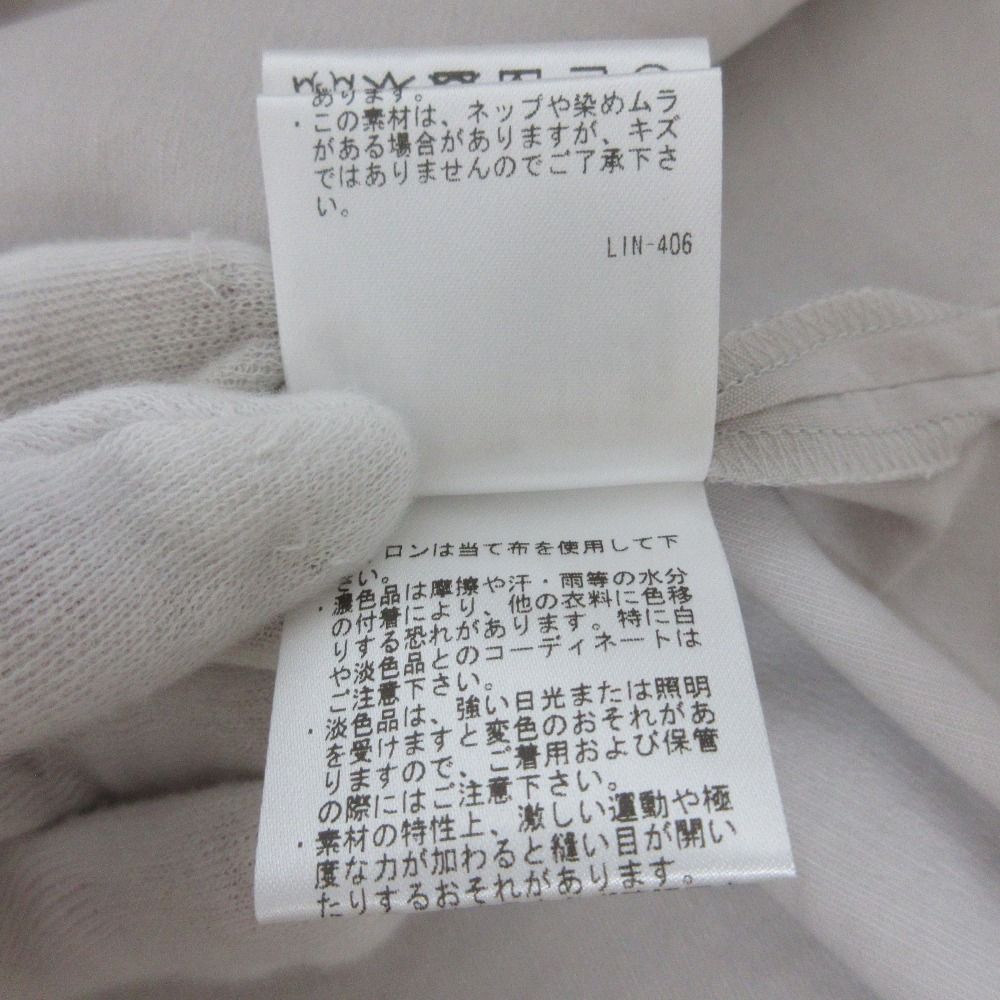 あります。
・この素材は、ネップや染めムラ
がある場合がありますが、キズ
ではありませんのでご了承下さ
い。
LIN-406
ロンは当て布を使用して下
さい。
・濃色品は摩擦や汗・雨等の水分
の付着により、他の衣料に色移
りする恐れがあります。特に白
や淡色品とのコーディネートは
ご注意下さい。
・淡色品は、強い日光または照明
を受けますと変色のおそれがあ
りますので、ご着用および保管
の際にはご注意下さい。
・素材の特性上、激しい運動や極
度な力が加わると縫い目が開い
たりするおそれがあります。